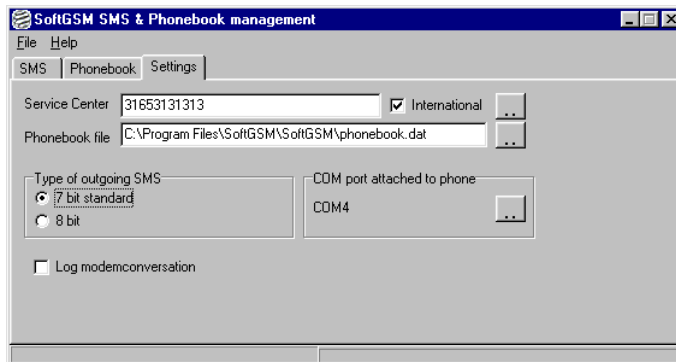 SoftGSM SMS & Phonebook management
File Help
SMS Phonebook Settings
Service Center 31653131313 International ..
Phonebook file C:\Program Files\SoftGSM\SoftGSM\phonebook.dat ..
Type of outgoing SMS COM port attached to phone
7 bit standard
COM4 ..
8 bit
Log modemconversation